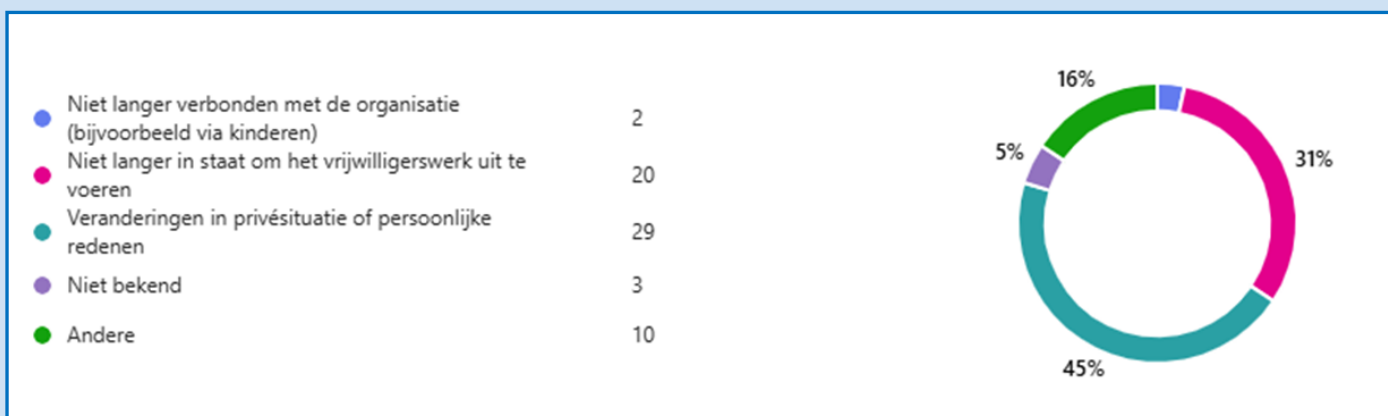 Niet langer verbonden met de organisatie
(bijvoorbeeld via kinderen)
2
Niet langer in staat om het vrijwilligerswerk uit te
voeren
20
Veranderingen in privésituatie of persoonlijke
redenen
29
Niet bekend
3
Andere
10
16%
5%
31%
45%